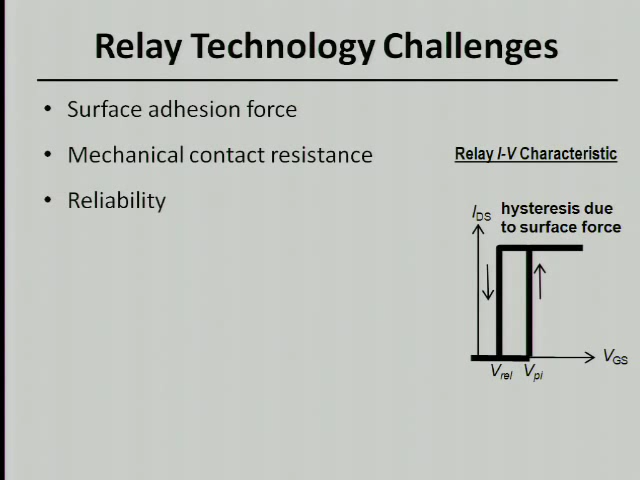 Relay Technology Challenges
• Surface adhesion force
• Mechanical contact resistance
• Reliability
Relay I-V Characteristic
IDS
hysteresis due
to surface force
VGS
Vrel
Vpi